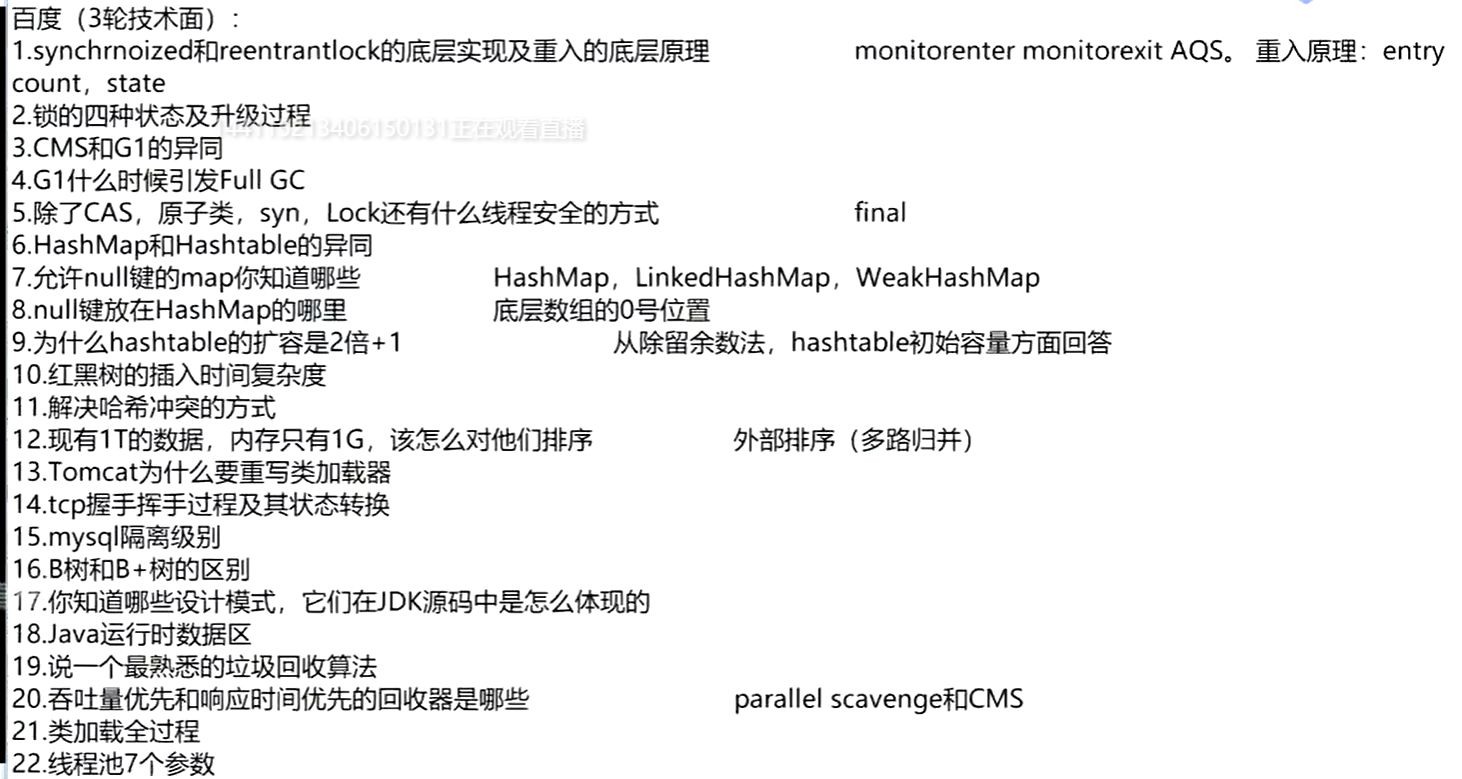 百度（3轮技术面）：
1.synchrnoized和reentrantlock的底层实现及重入的底层原理 monitorenter monitorexit AQS。 重入原理：entry
count，state
2.锁的四种状态及升级过程
正在观看直播
3.CMS和G1的异同
4.G1什么时候引发Full GC
5.除了CAS，原子类，syn，Lock还有什么线程安全的方式 final
6.HashMap和Hashtable的异同
7.允许null键的map你知道哪些 HashMap，LinkedHashMap，WeakHashMap
8.null键放在HashMap的哪里 底层数组的0号位置
9.为什么hashtable的扩容是2倍+1 从除留余数法，hashtable初始容量方面回答
10.红黑树的插入时间复杂度
11.解决哈希冲突的方式
12.现有1T的数据，内存只有1G，该怎么对他们排序 外部排序（多路归并）
13.Tomcat为什么要重写类加载器
14.tcp握手挥手过程及其状态转换
15.mysql隔离级别
16.B树和B+树的区别
17.你知道哪些设计模式，它们在JDK源码中是怎么体现的
18.Java运行时数据区
19.说一个最熟悉的垃圾回收算法
20.吞吐量优先和响应时间优先的回收器是哪些 parallel scavenge和CMS
21.类加载全过程
22.线程池7个参数